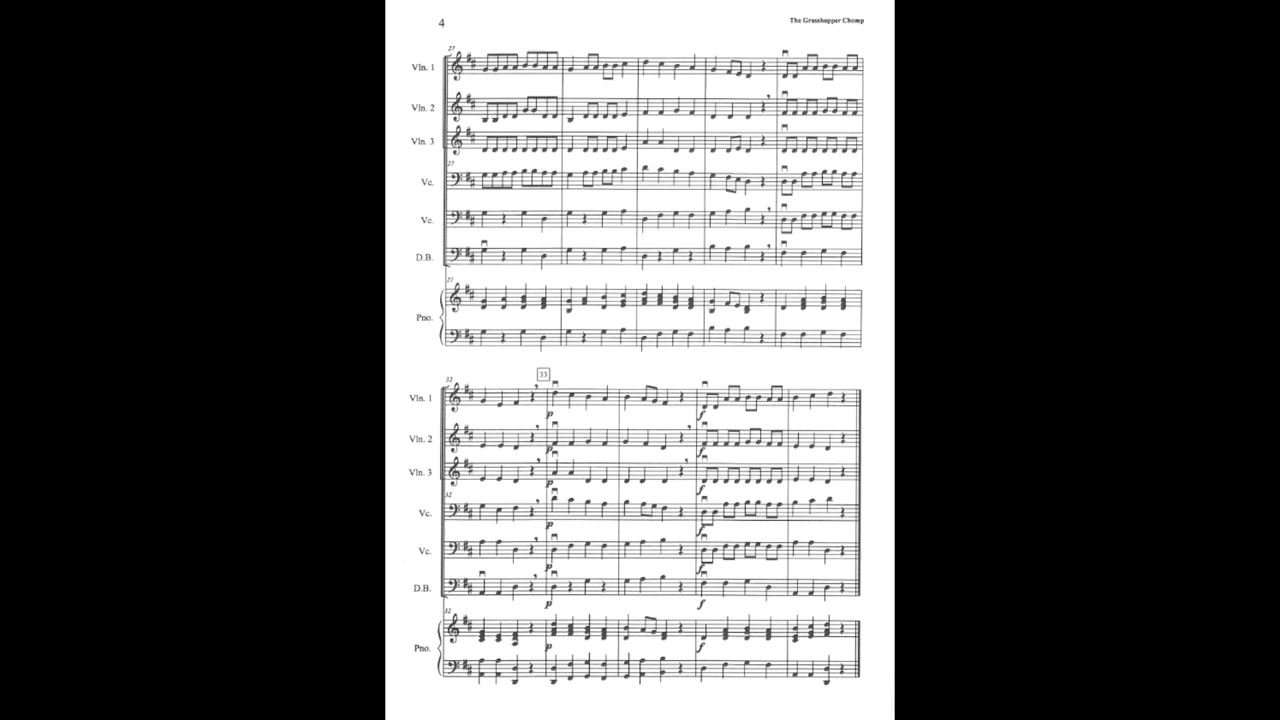 4
The Grasshopper Chomp
27
Vln. 1
Vln. 2
Vln. 3
27
Vc.
Vc.
D.B.
27
Pno.
32
33
Vln. 1
p
f
Vln. 2
p
f
Vln. 3
p
f
32
Vc.
p
f
Vc.
p
f
D.B.
p
f
32
Pno.
p
f